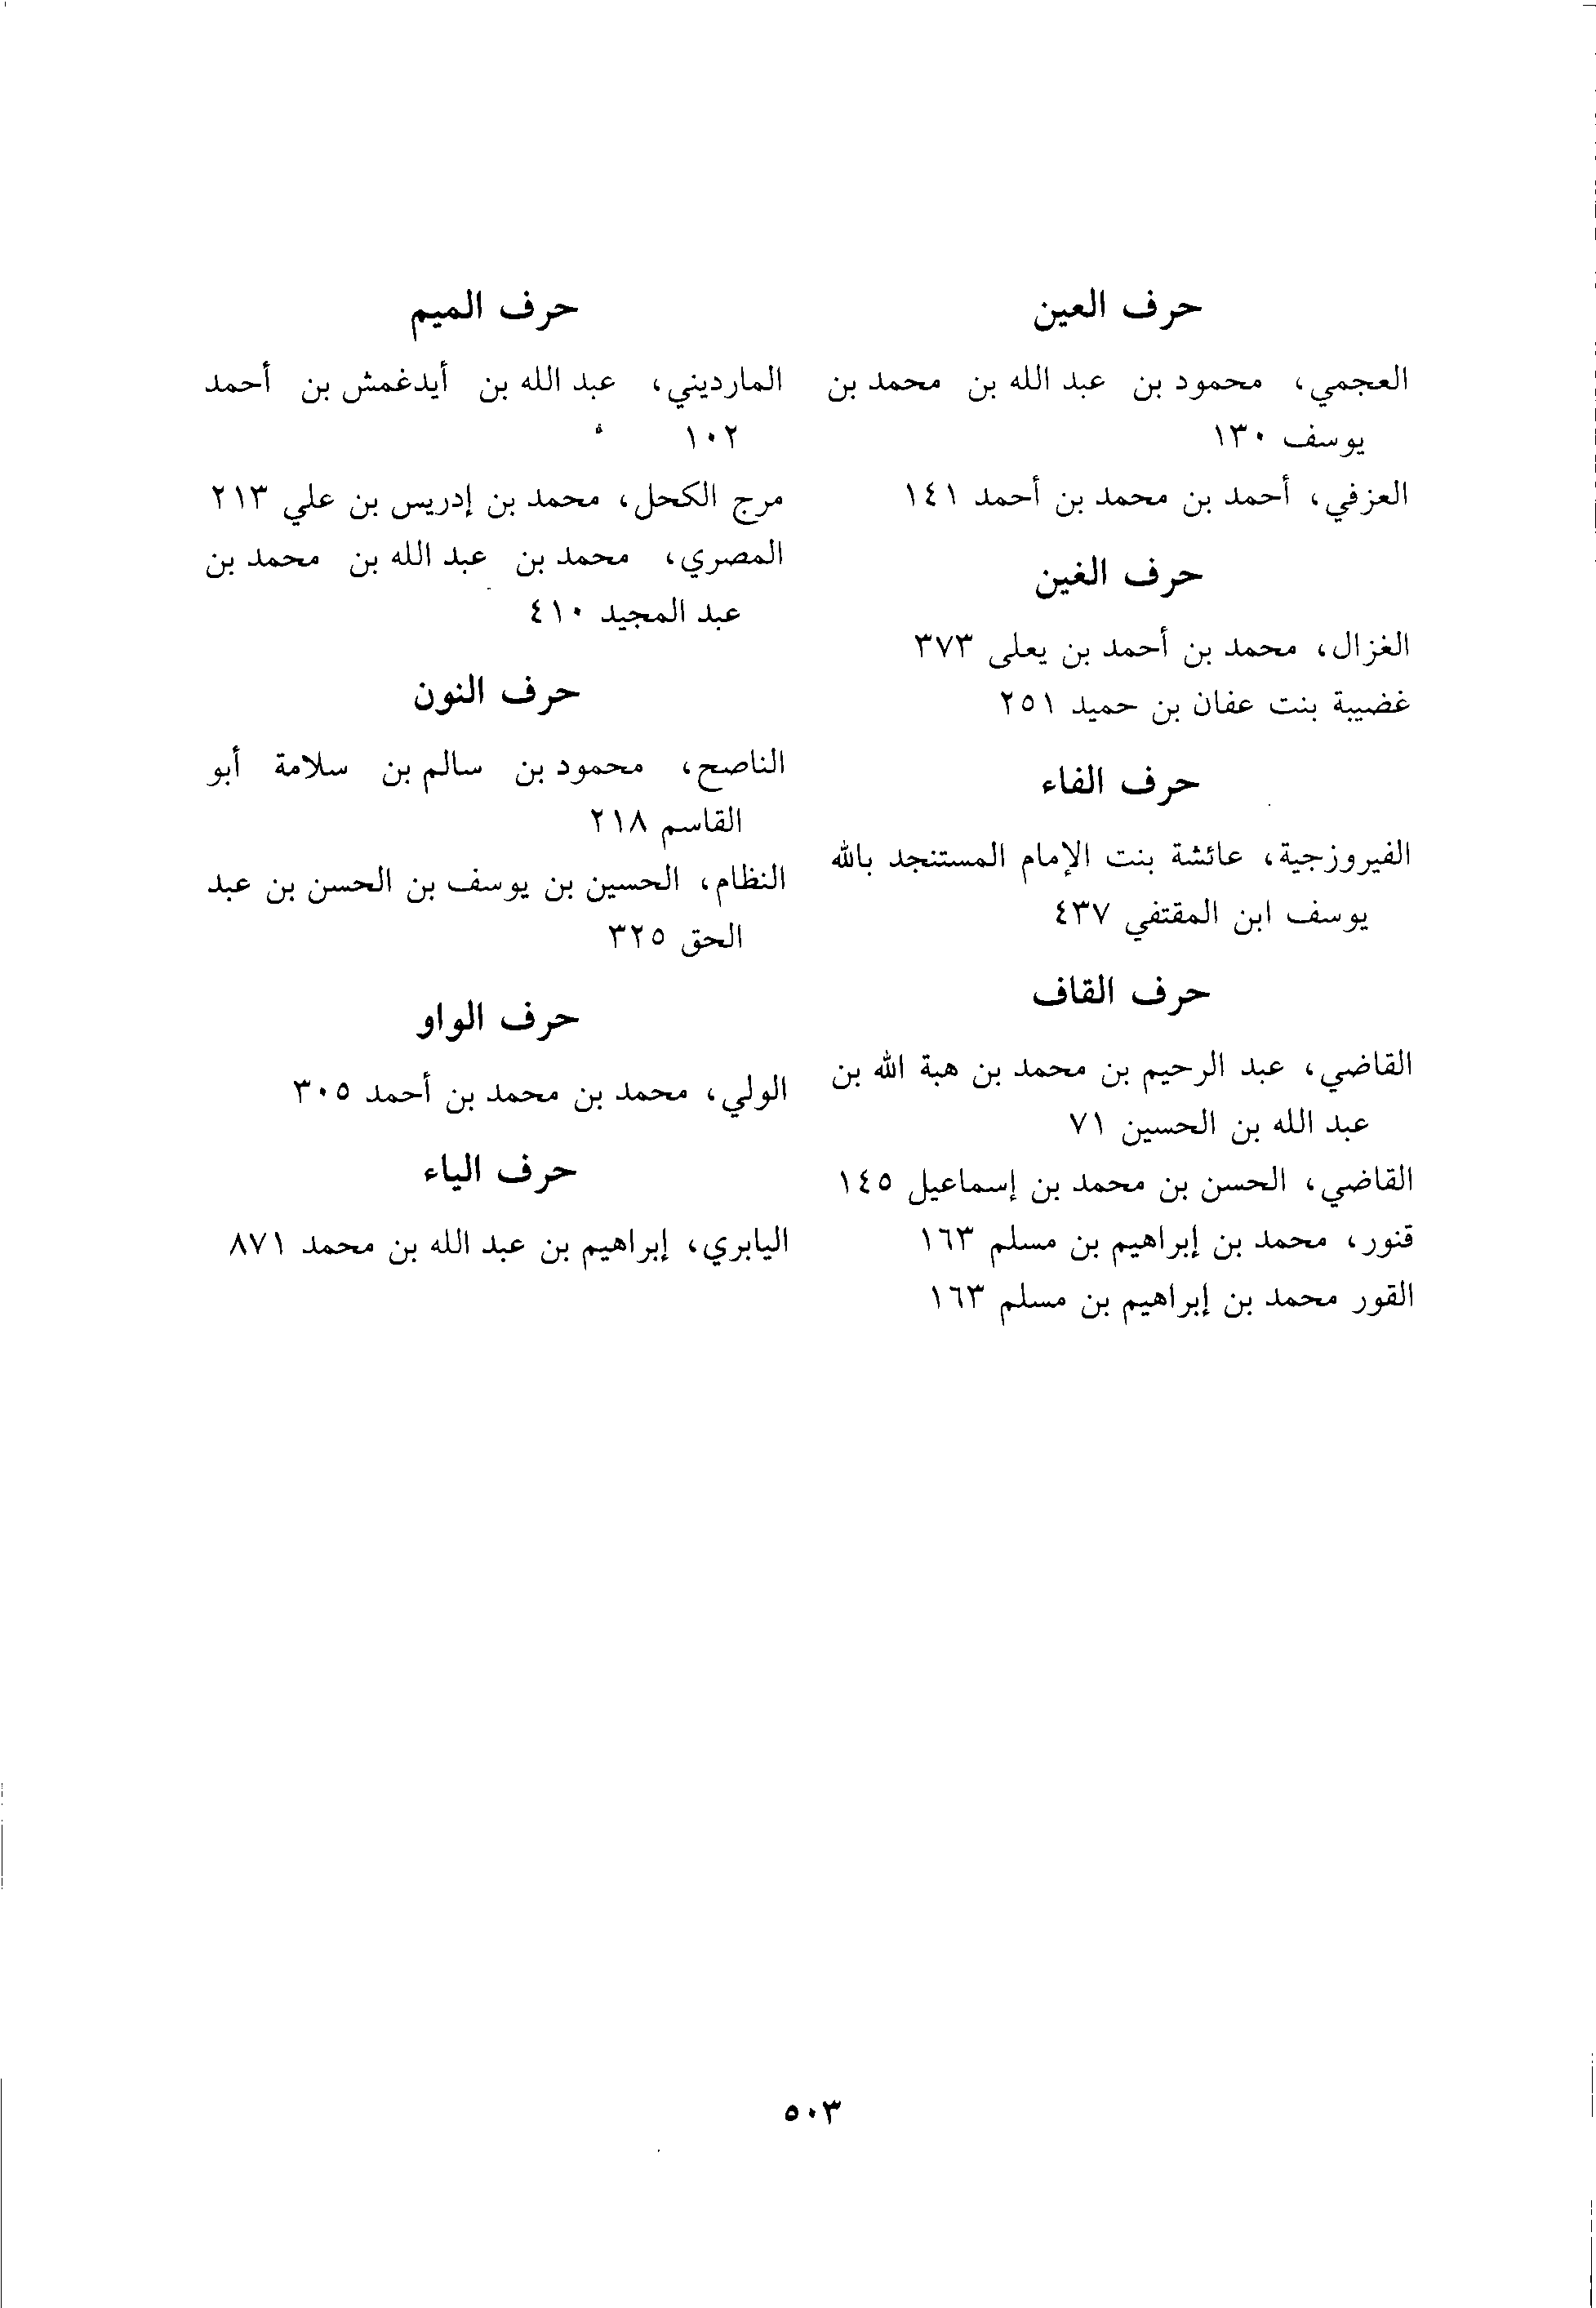 حرف العين
العجمي، محمود بن عبد الله بن محمد بن
يوسف ١٣٠
العزفي، أحمد بن محمد بن أحمد ١٤١
حرف الغين
الغزال، محمد بن أحمد بن يعلى ٣٧٣
غضيبة بنت عفان بن حميد ٢٥١
حرف الفاء
الفيروزجية، عائشة بنت الإمام المستنجد بالله
يوسف ابن المقتفي ٤٣٧
حرف القاف
القاضي، عبد الرحيم بن محمد بن هبة الله بن
عبد الله بن الحسين ٧١
القاضي، الحسن بن محمد بن إسماعيل ١٤٥
قنور، محمد بن إبراهيم بن مسلم ١٦٣
القور محمد بن إبراهيم بن مسلم ١٦٣
حرف الميم
المارديني، عبد الله بن أيدغمش بن أحمد
١٠٢
مرج الكحل، محمد بن إدريس بن علي ٢١٣
المصري، محمد بن عبد الله بن محمد بن
عبد المجيد ٤١٠
حرف النون
الناصح، محمود بن سالم بن سلامة أبو
القاسم ٢١٨
النظام، الحسين بن يوسف بن الحسن بن عبد
الحق ٣٢٥
حرف الواو
الولي، محمد بن محمد بن أحمد ٣٠٥
حرف الياء
اليابري، إبراهيم بن عبد الله بن محمد ٨٧١
٥٠٣